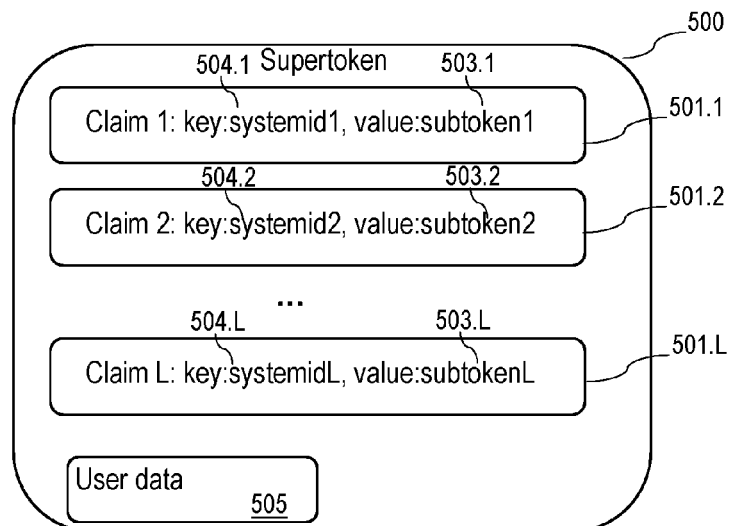 500
Supertoken
504.1
503.1
Claim 1: key:systemid1, value:subtoken1
501.1
504.2
503.2
Claim 2: key:systemid2, value:subtoken2
501.2
...
504.L
503.L
Claim L: key:systemidL, value:subtokenL
501.L
User data
505